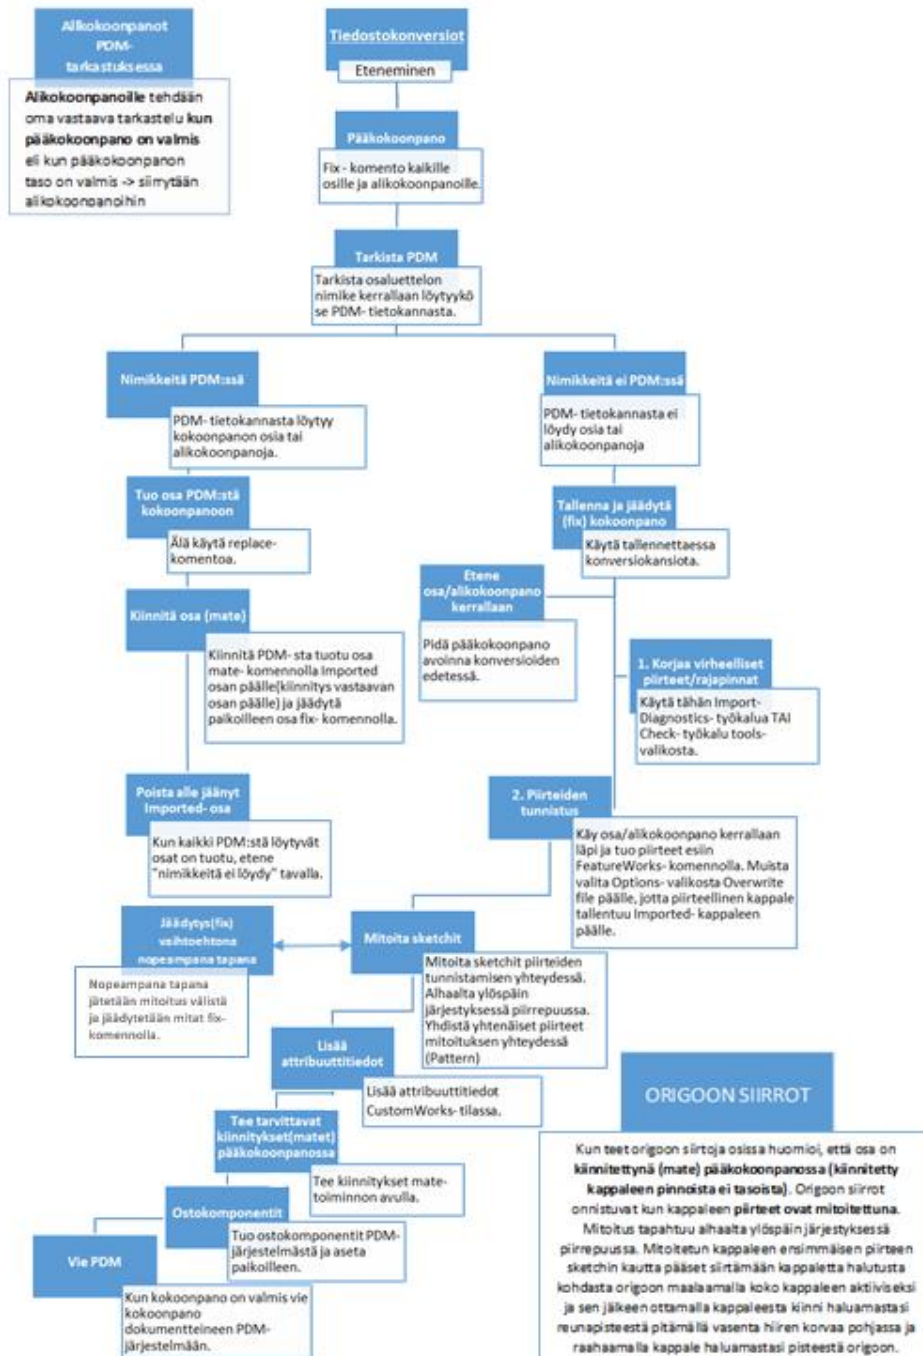 Alikokoonpanot
PDM-
tarkastuksessa
Alikokoonpanoille tehdään
oma vastaava tarkastelu kun
pääkokoonpano on valmis
eli kun pääkokoonpanon
taso on valmis -> siirrytään
alikokoonpanoihin
Tiedostokonversiot
Eteneminen
Pääkokoonpano
Fix - komento kaikille
osille ja alikokoonpanoille.
Tarkista PDM
Tarkista osaluettelon
nimike kerrallaan löytyykö
se PDM- tietokannasta.
Nimikkeitä PDM:ssä
PDM- tietokannasta löytyy
kokoonpanon osia tai
alikokoonpanoja.
Tuo osa PDM:stä
kokoonpanoon
Älä käytä replace-
komentoa.
Kiinnitä osa (mate)
Kiinnitä PDM- sta tuotu osa
mate- komennolla Imported
osan päälle(kiinnitys vastaavan
osan päälle) ja jäädytä
paikoilleen osa fix- komennolla.
Poista alle jäänyt
Imported- osa
Kun kaikki PDM:stä löytyvät
osat on tuotu, etene
"nimikkeitä ei löydy" tavalla.
Nimikkeitä ei PDM:ssä
PDM- tietokannasta ei
löydy osia tai
alikokoonpanoja
Tallenna ja jäädytä
(fix) kokoonpano
Käytä tallennettaessa
konversiokansiota.
Etene
osa/alikokoonpano
kerrallaan
Pidä pääkokoonpano
avoinna konversioiden
edetessä.
1. Korjaa virheelliset
piirteet/rajapinnat
Käytä tähän Import-
Diagnostics- työkalua TAI
Check- työkalu tools-
valikosta.
2. Piirteiden
tunnistus
Käy osa/alikokoonpano kerrallaan
läpi ja tuo piirteet esiin
FeatureWorks- komennolla. Muista
valita Options- valikosta Overwrite
file päälle, jotta piirteellinen kappale
tallentuu Imported- kappaleen
päälle.
Jäädytys(fix)
vaihtoehtona
nopeampana tapana
Nopeampana tapana
jätetään mitoitus välistä
ja jäädytetään mitat fix-
komennolla.
Mitoita sketchit
Mitoita sketchit piirteiden
tunnistamisen yhteydessä.
Alhaalta ylöspäin
järjestyksessä piirrepuussa.
Yhdistä yhtenäiset piirteet
mitoituksen yhteydessä
(Pattern)
Lisää
attribuuttitiedot
Lisää attribuuttitiedot
CustomWorks- tilassa.
Tee tarvittavat
kiinnitykset(matet)
pääkokoonpanossa
Tee kiinnitykset mate-
toiminnon avulla.
Ostokomponentit
Tuo ostokomponentit PDM-
järjestelmästä ja aseta
paikoilleen.
Vie PDM
Kun kokoonpano on valmis vie
kokoonpano
dokumentteineen PDM-
järjestelmään.
ORIGOON SIIRROT
Kun teet origoon siirtoja osissa huomioi, että osa on
kiinnitettynä (mate) pääkokoonpanossa (kiinnitetty
kappaleen pinnoista ei tasoista). Origoon siirrot
onnistuvat kun kappaleen piirteet ovat mitoitettuna.
Mitoitus tapahtuu alhaalta ylöspäin järjestyksessä
piirrepuussa. Mitoitetun kappaleen ensimmäisen piirteen
sketchin kautta pääset siirtämään kappaletta halutusta
kohdasta origoon maalaamalla koko kappaleen aktiiviseksi
ja sen jälkeen ottamalla kappaleesta kiinni haluamastasi
reunapisteestä pitämällä vasenta hiiren korvaa pohjassa ja
raahaamalla kappale haluamastasi pisteestä origoon.